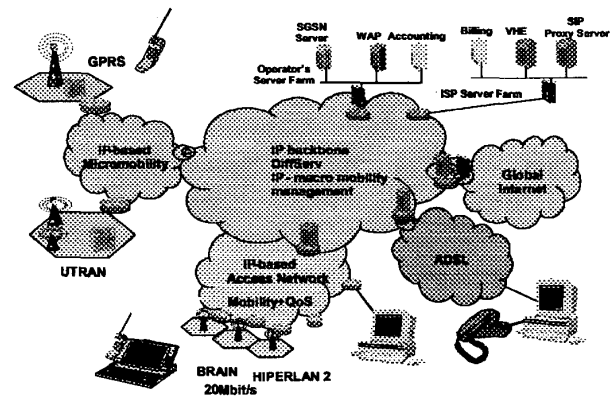 SGSN
Server
WAP
Accounting
Billing
VHE
SIP
Proxy Server
GPRS
Operator's
Server Farm
ISP Server Farm
IP-based
Micromobility
IP backbone
DiffServ
IP - macro mobility
management
Global
Internet
UTRAN
IP-based
Access Network
Mobility+QoS
ADSL
BRAIN HIPERLAN 2
20Mbit/s